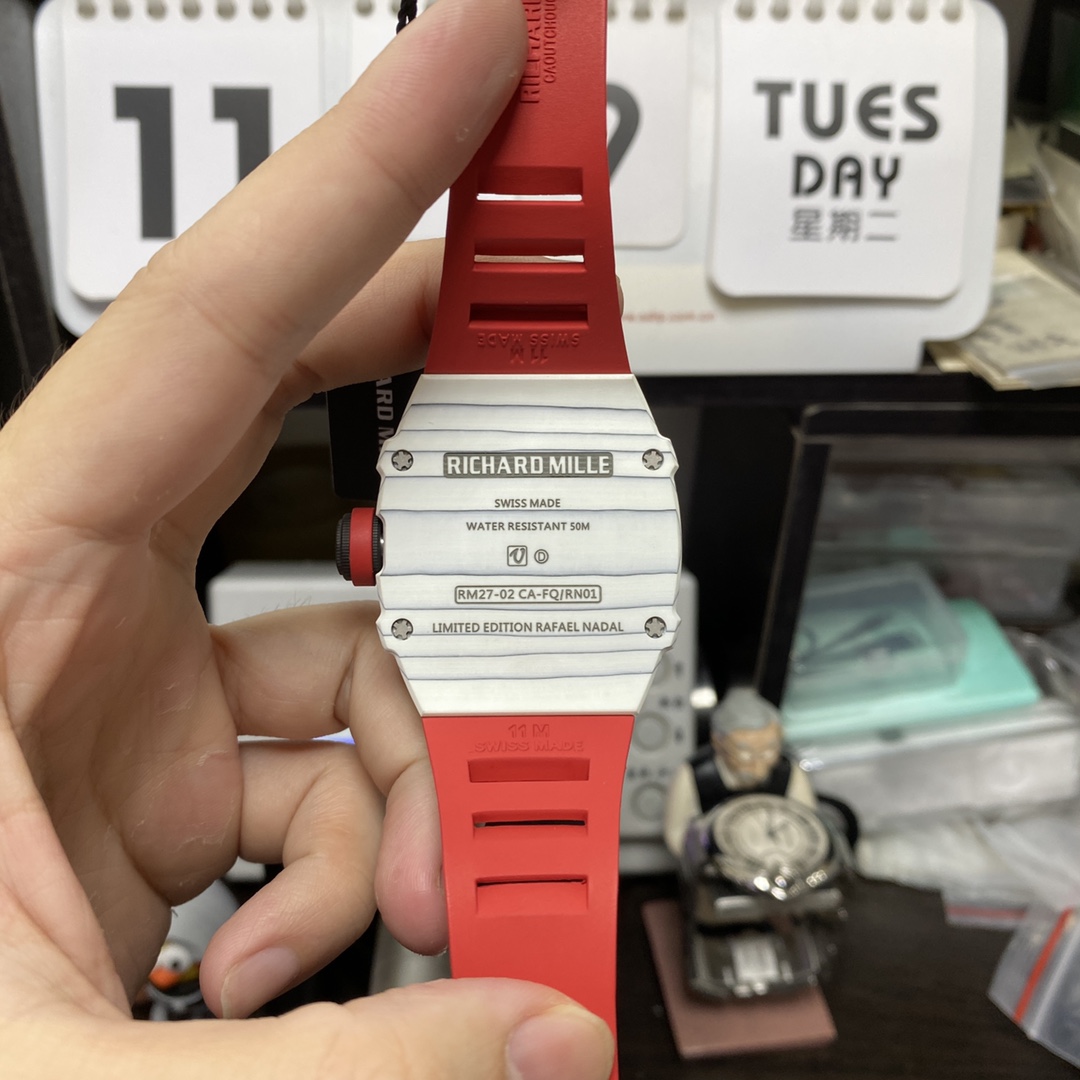 11
TUES
DAY
星期二
CAOUTCHOUC
SWISS MADE
11 M
RICHARD MILLE
SWISS MADE
WATER RESISTANT 50M
D
RM27-02 CA-FQ/RN01
LIMITED EDITION RAFAEL NADAL
11 M
SWISS MADE